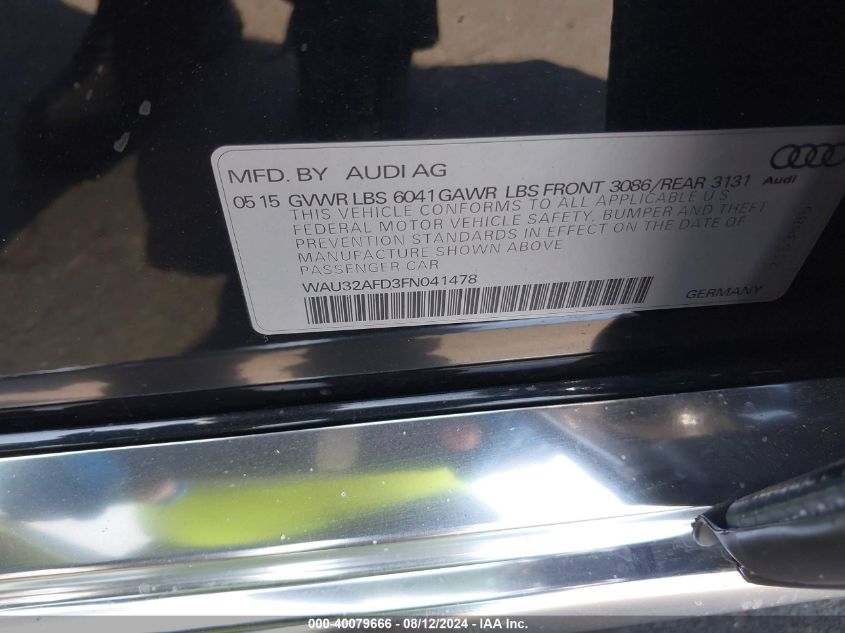 MFD. BY AUDI AG
05 15 GVWR LBS 6041 GAWR LBS FRONT 3086/REAR 3131
THIS VEHICLE CONFORMS TO ALL APPLICABLE U S
FEDERAL MOTOR VEHICLE SAFETY, BUMPER AND THEFT
PREVENTION STANDARDS IN EFFECT ON THE DATE OF
MANUFACTURE SHOWN ABOVE
PASSENGER CAR
WAU32AFD3FN041478
Audi
GERMANY
000-40079666 - 08/12/2024 - IAA Inc.